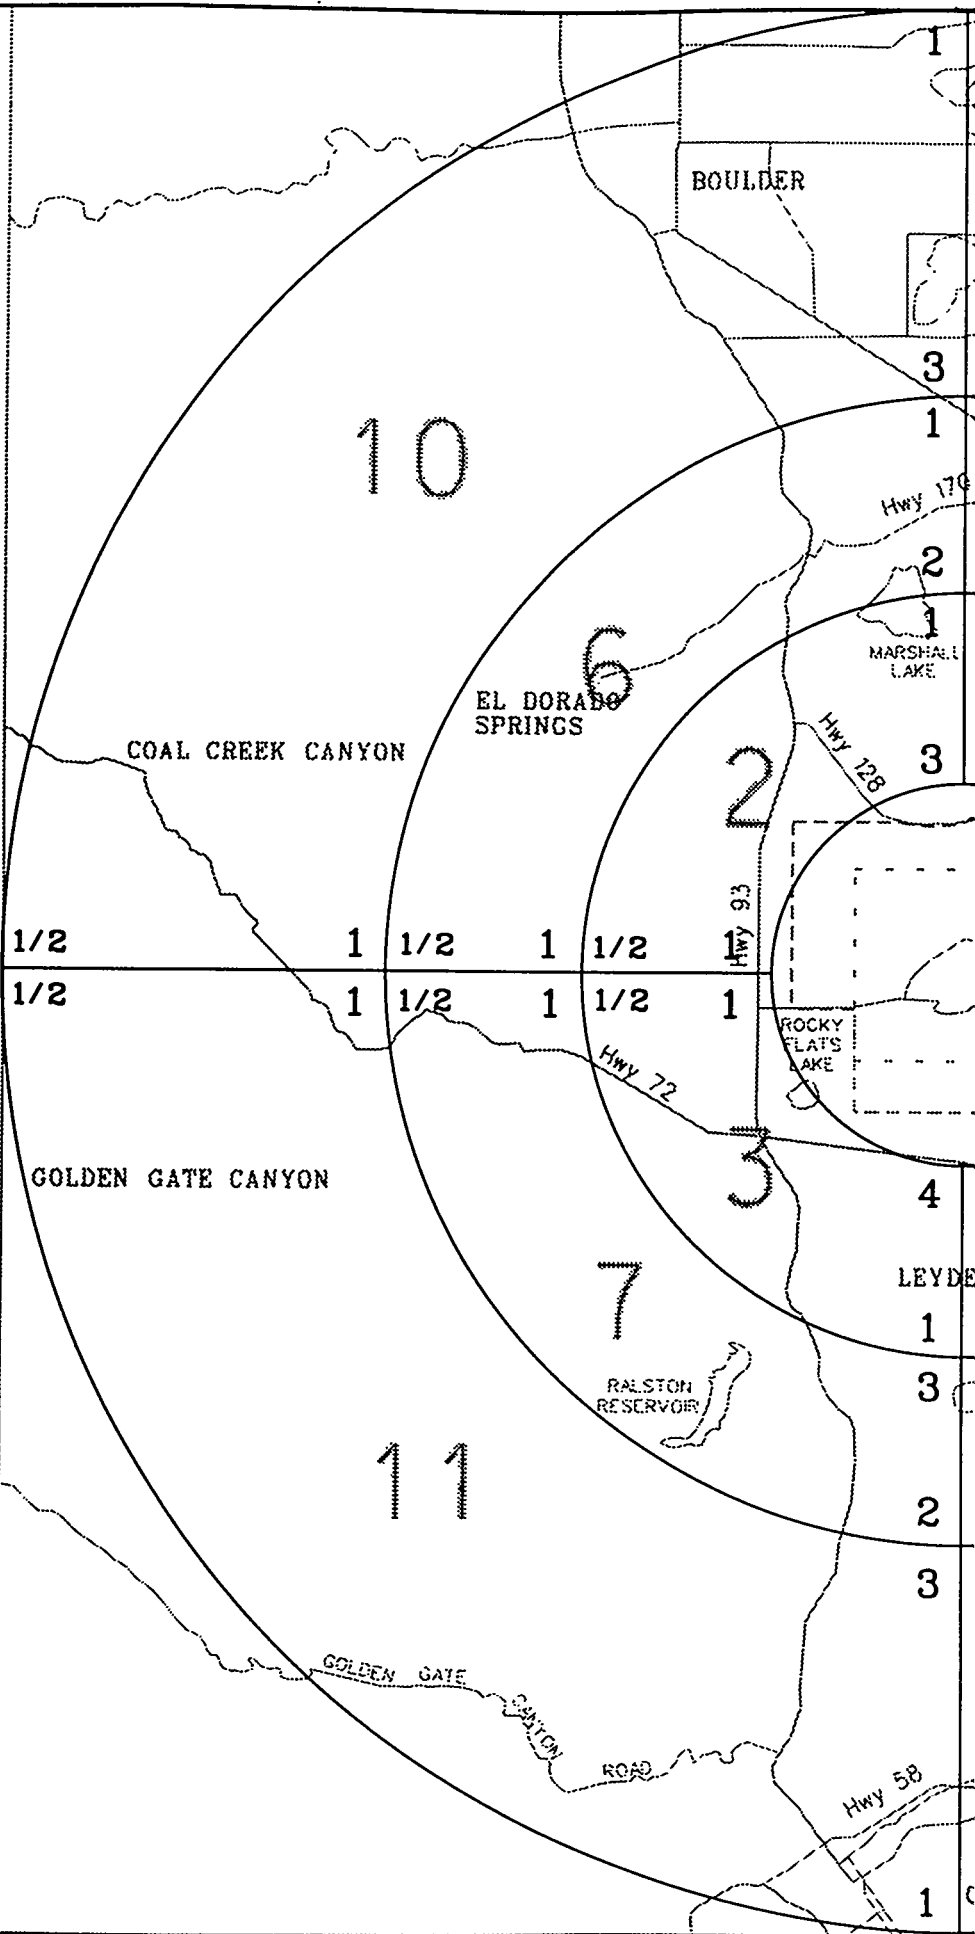 1
BOULDER
3
1
10
Hwy 170
2
1
MARSHALL
LAKE
6
EL DORADO
SPRINGS
Hwy 128
3
COAL CREEK CANYON
2
Hwy 93
1/2 1 1/2 1 1/2 1
1/2 1 1/2 1 1/2 1
ROCKY
FLATS
LAKE
Hwy 72
3
GOLDEN GATE CANYON
4
LEYDE
7
1
3
RALSTON
RESERVOIR
11
2
3
GOLDEN GATE
CANYON
ROAD
Hwy 58
1